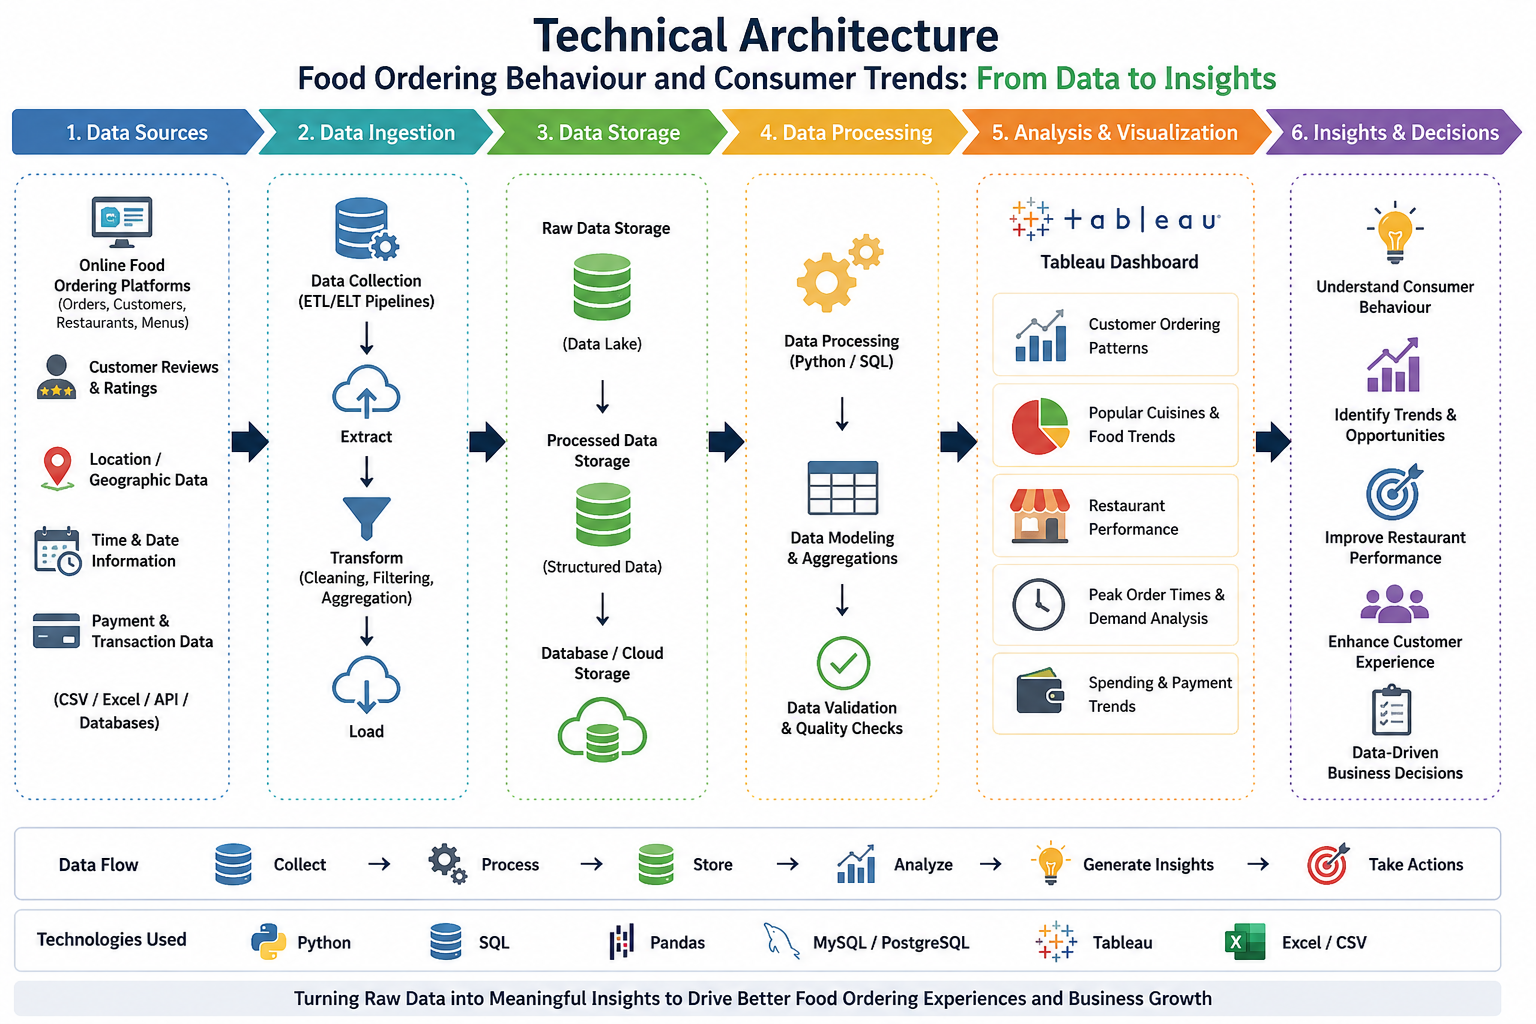 Technical Architecture
Food Ordering Behaviour and Consumer Trends: From Data to Insights
1. Data Sources
2. Data Ingestion
3. Data Storage
4. Data Processing
5. Analysis & Visualization
6. Insights & Decisions
Online Food
Ordering Platforms
(Orders, Customers,
Restaurants, Menus)
Customer Reviews
& Ratings
Location /
Geographic Data
Time & Date
Information
Payment &
Transaction Data
(CSV / Excel / API /
Databases)
Data Collection
(ETL/ELT Pipelines)
Extract
Transform
(Cleaning, Filtering,
Aggregation)
Load
Raw Data Storage
(Data Lake)
Processed Data
Storage
(Structured Data)
Database / Cloud
Storage
Data Processing
(Python / SQL)
Data Modeling
& Aggregations
Data Validation
& Quality Checks
tableau
Tableau Dashboard
Customer Ordering
Patterns
Popular Cuisines &
Food Trends
Restaurant
Performance
Peak Order Times &
Demand Analysis
Spending & Payment
Trends
Understand Consumer
Behaviour
Identify Trends &
Opportunities
Improve Restaurant
Performance
Enhance Customer
Experience
Data-Driven
Business Decisions
Data Flow
Collect
Process
Store
Analyze
Generate Insights
Take Actions
Technologies Used
Python
SQL
Pandas
MySQL / PostgreSQL
Tableau
X
Excel / CSV
Turning Raw Data into Meaningful Insights to Drive Better Food Ordering Experiences and Business Growth